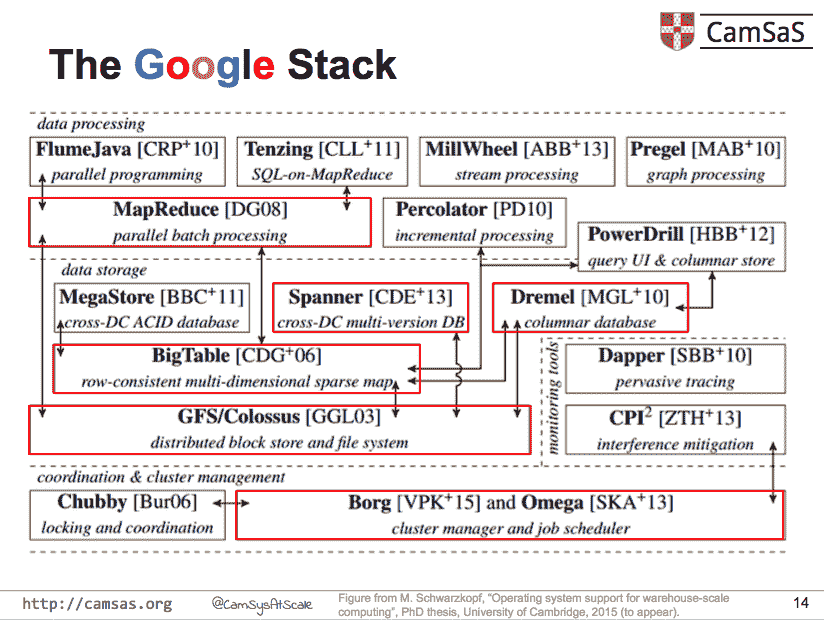 CamSaS
The Google Stack
data processing
FlumeJava [CRP+10]
parallel programming
Tenzing [CLL+11]
SQL-on-MapReduce
MillWheel [ABB+13]
stream processing
Pregel [MAB+10]
graph processing
MapReduce [DG08]
parallel batch processing
Percolator [PD10]
incremental processing
PowerDrill [HBB+12]
query UI & columnar store
data storage
MegaStore [BBC+11]
cross-DC ACID database
Spanner [CDE+13]
cross-DC multi-version DB
Dremel [MGL+10]
columnar database
BigTable [CDG+06]
row-consistent multi-dimensional sparse map
monitoring tools
Dapper [SBB+10]
pervasive tracing
GFS/Colossus [GGL03]
distributed block store and file system
CPI² [ZTH+13]
interference mitigation
coordination & cluster management
Chubby [Bur06]
locking and coordination
Borg [VPK+15] and Omega [SKA+13]
cluster manager and job scheduler
http://camsas.org
@CamSysAtScale
Figure from M. Schwarzkopf, "Operating system support for warehouse-scale
computing", PhD thesis, University of Cambridge, 2015 (to appear).
14